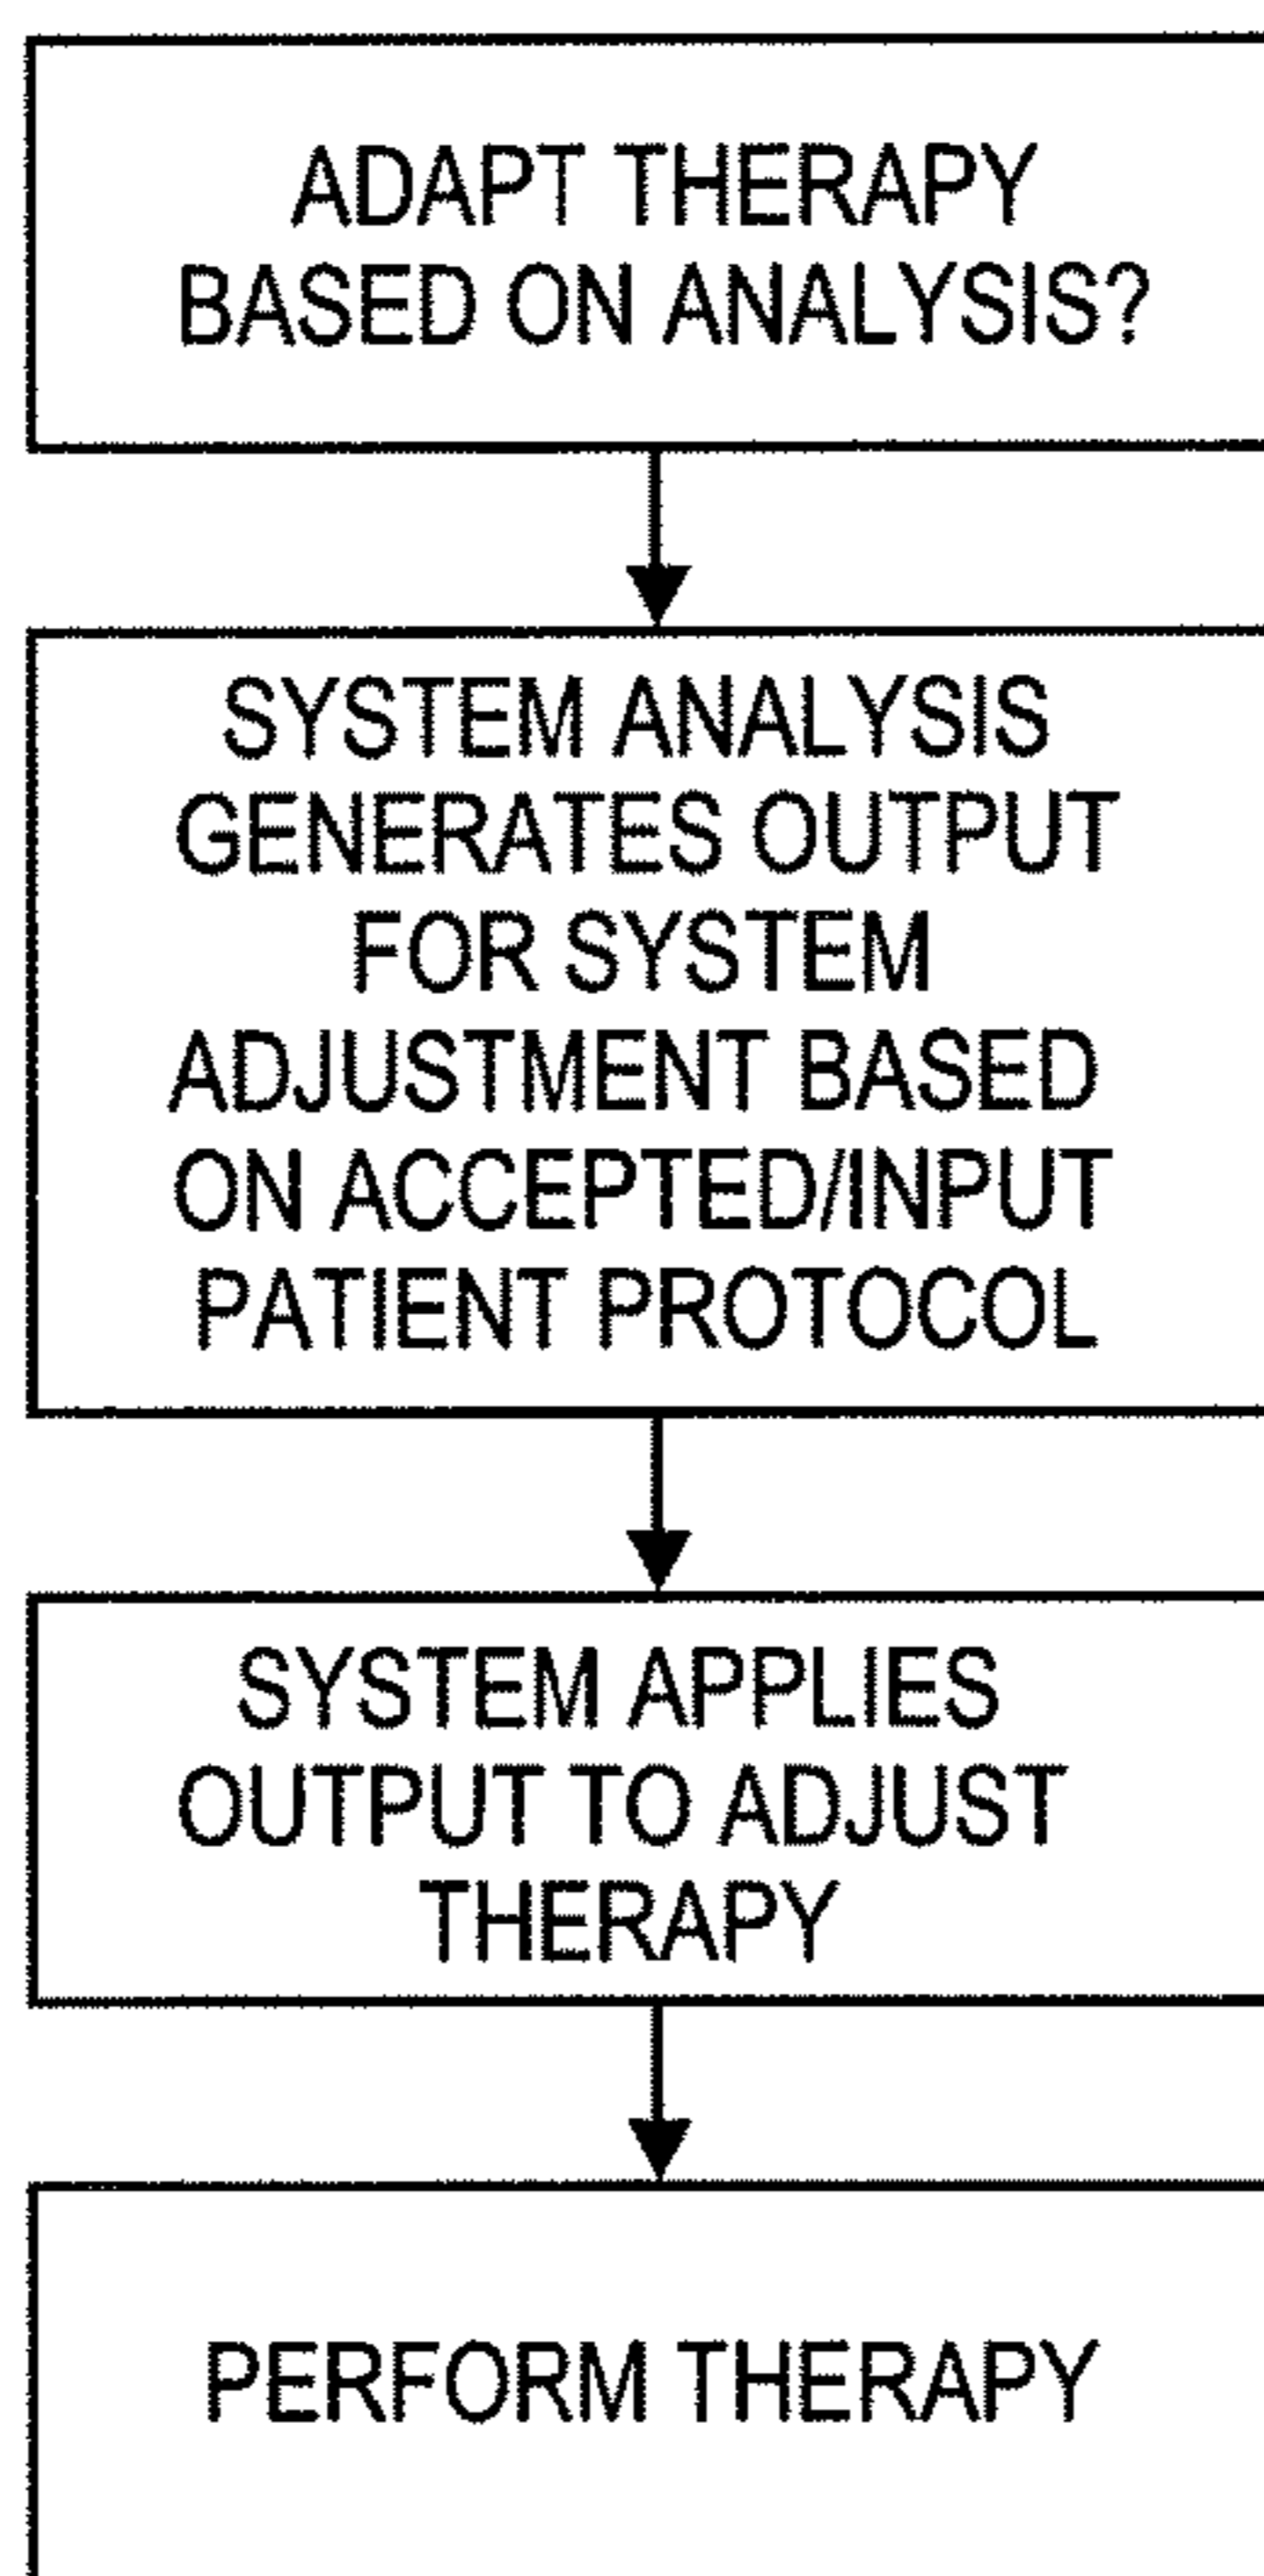 ADAPT THERAPY
BASED ON ANALYSIS?
SYSTEM ANALYSIS
GENERATES OUTPUT
FOR SYSTEM
ADJUSTMENT BASED
ON ACCEPTED/INPUT
PATIENT PROTOCOL
SYSTEM APPLIES
OUTPUT TO ADJUST
THERAPY
PERFORM THERAPY